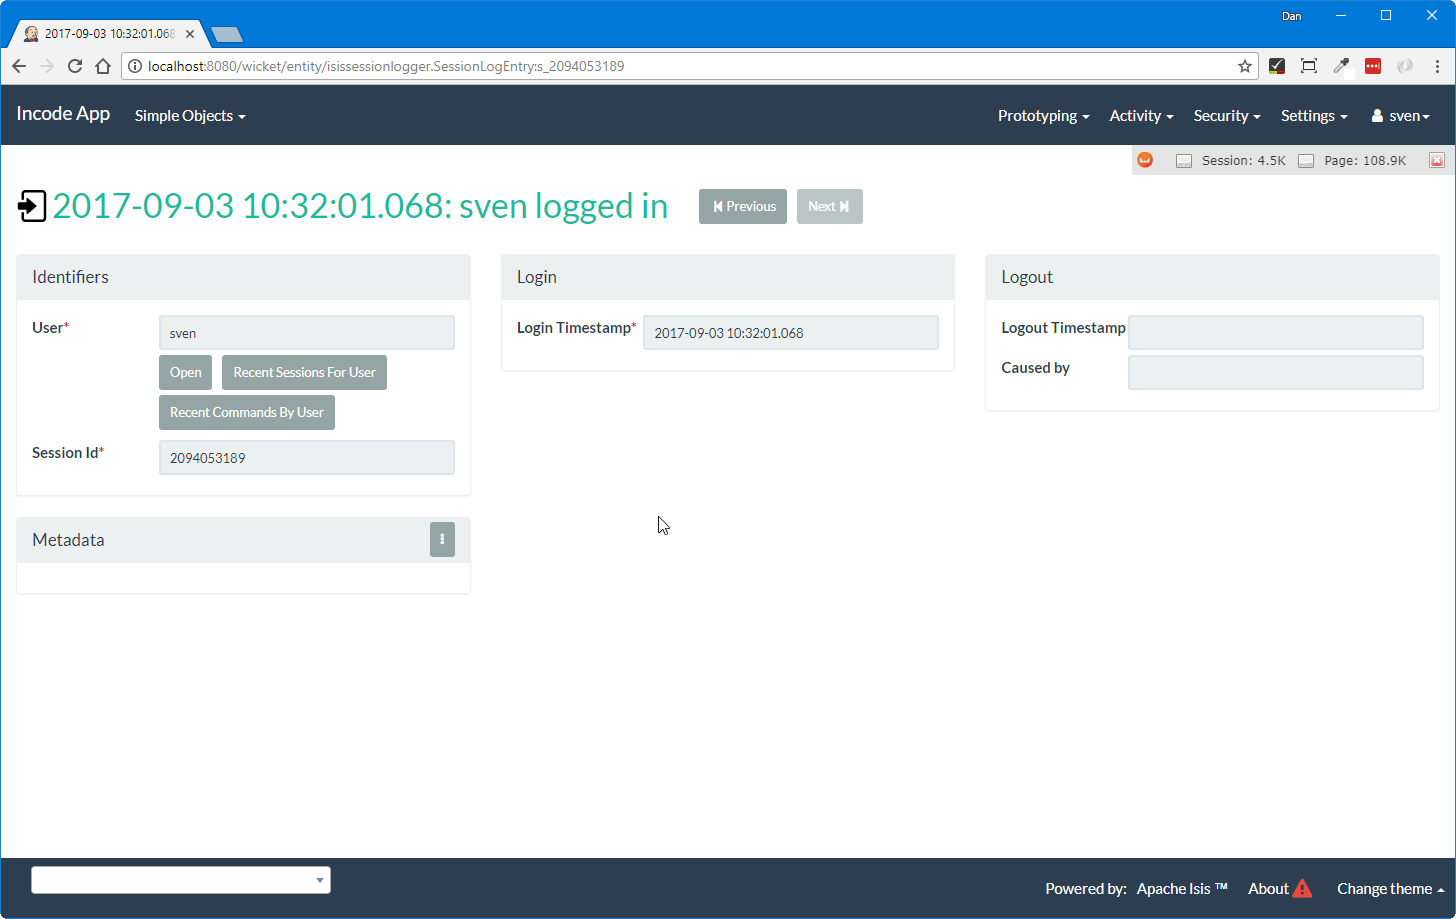 Dan
2017-09-03 10:32:01.068
localhost:8080/wicket/entity/isissessionlogger.SessionLogEntry:s_2094053189
Incode App Simple Objects Prototyping Activity Security Settings sven
Session: 4.5K Page: 108.9K
2017-09-03 10:32:01.068: sven logged in Previous Next
Identifiers
User* sven
Open Recent Sessions For User
Recent Commands By User
Session Id* 2094053189
Metadata
Login
Login Timestamp* 2017-09-03 10:32:01.068
Logout
Logout Timestamp
Caused by
Powered by: Apache Isis ™ About Change theme